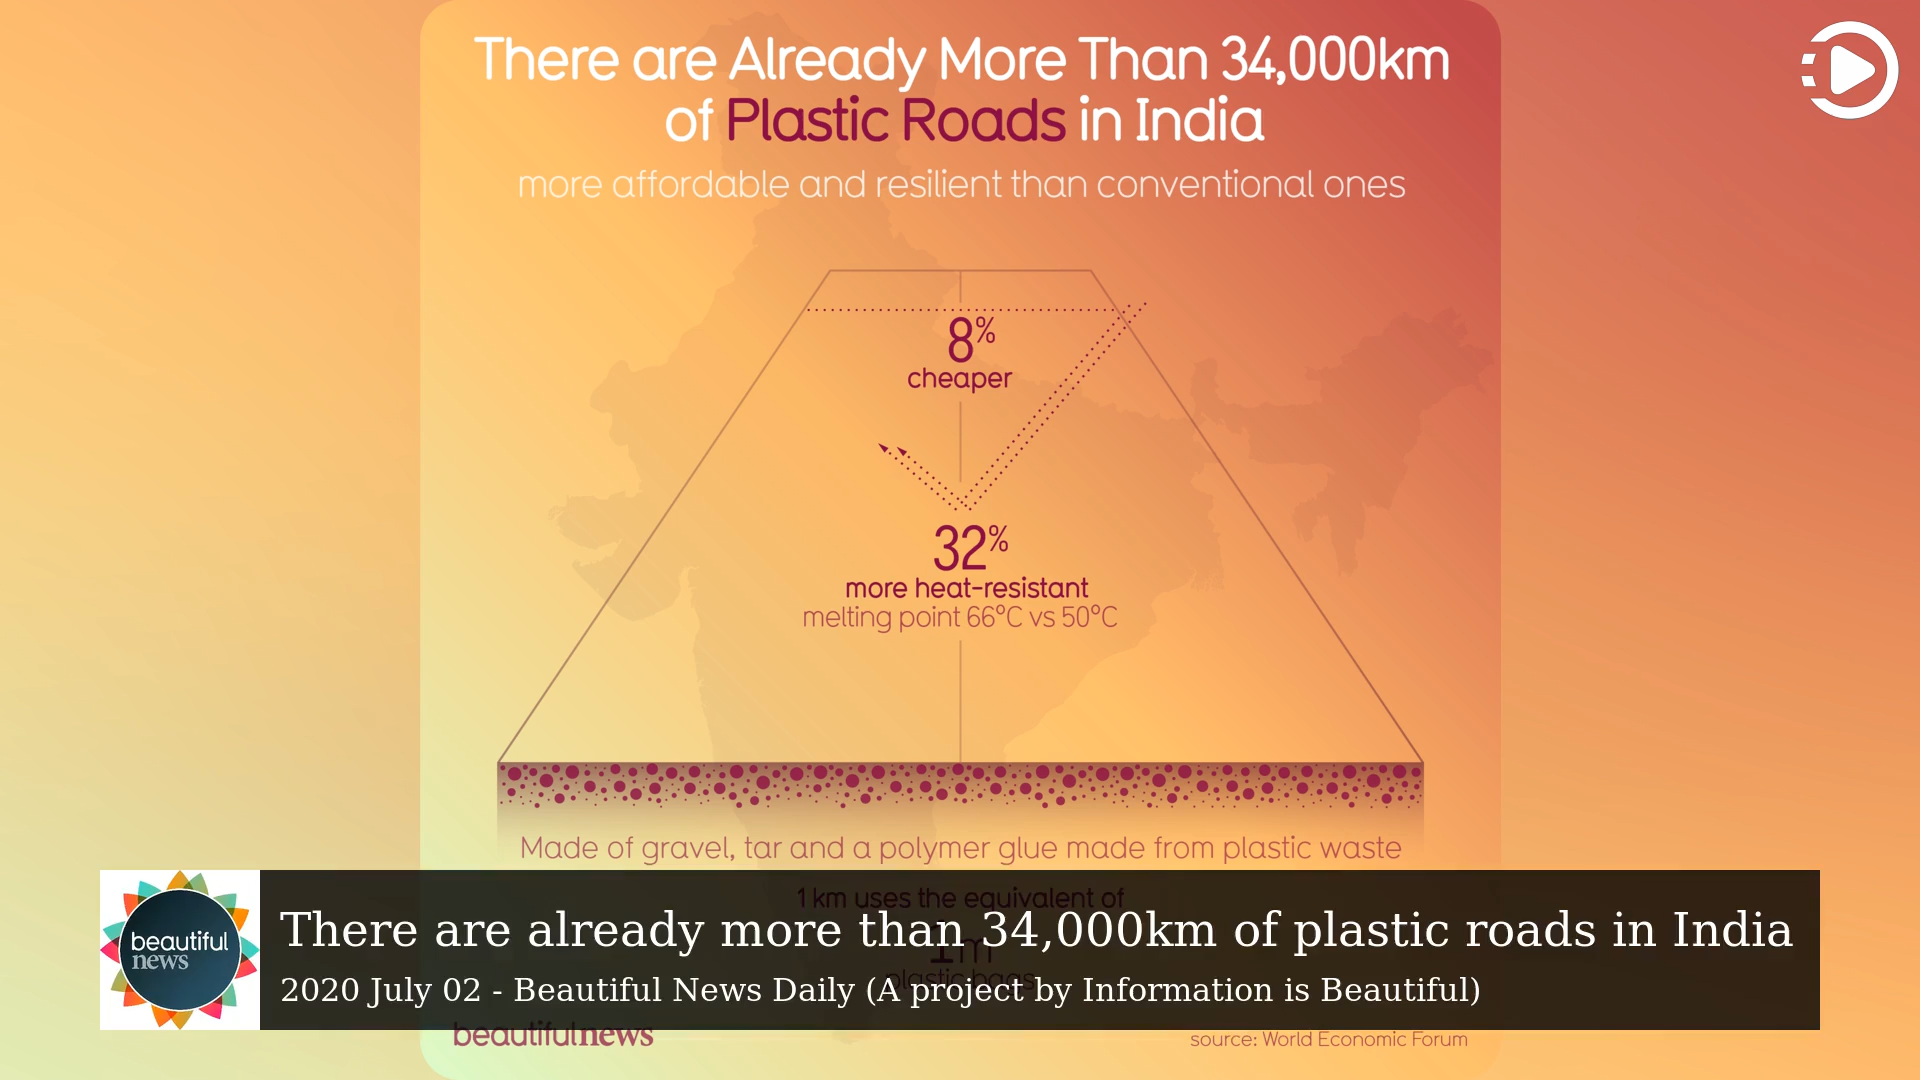 There are Already More Than 34,000km
of Plastic Roads in India
more affordable and resilient than conventional ones
8%
cheaper
32%
more heat-resistant
melting point 66°C vs 50°C
Made of gravel, tar and a polymer glue made from plastic waste
1 km uses the equivalent of
1m
plastic bags
beautiful
news
There are already more than 34,000km of plastic roads in India
2020 July 02 - Beautiful News Daily (A project by Information is Beautiful)
beautifulnews
source: World Economic Forum